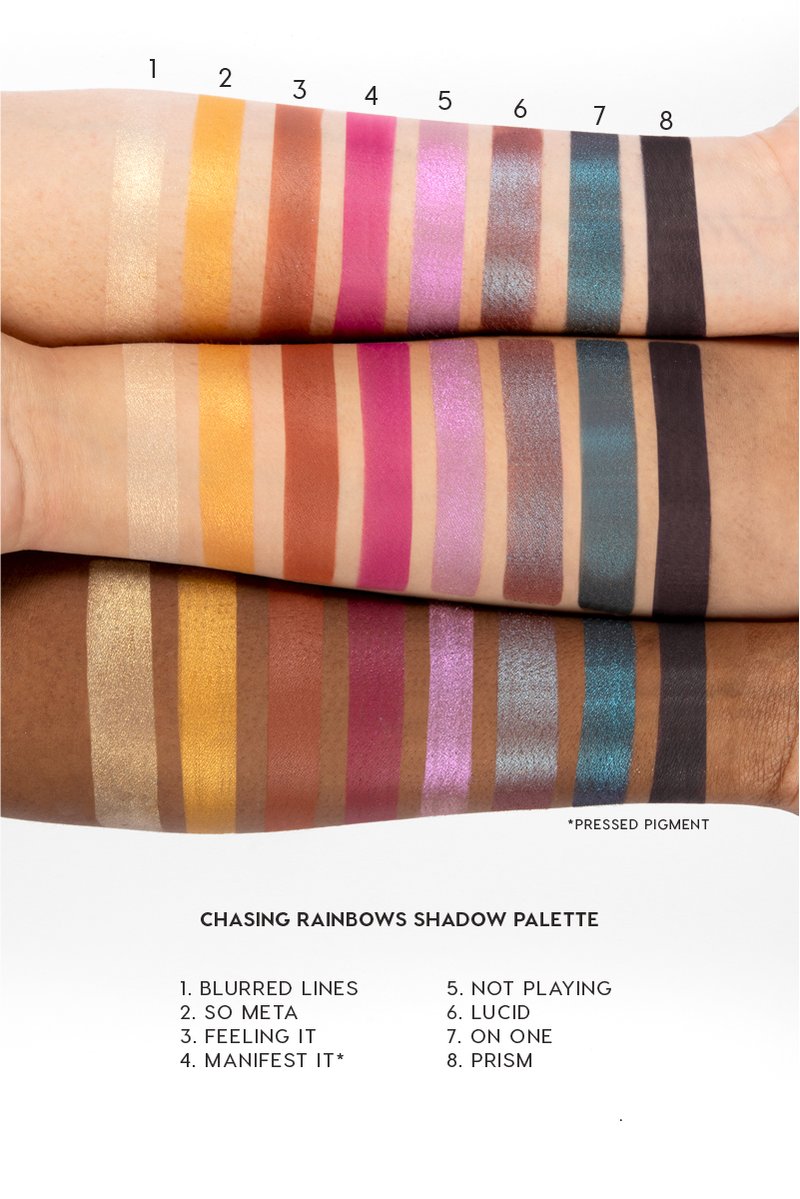 1 2 3 4 5 6 7 8
*PRESSED PIGMENT
CHASING RAINBOWS SHADOW PALETTE
1. BLURRED LINES
2. SO META
3. FEELING IT
4. MANIFEST IT*
5. NOT PLAYING
6. LUCID
7. ON ONE
8. PRISM
.